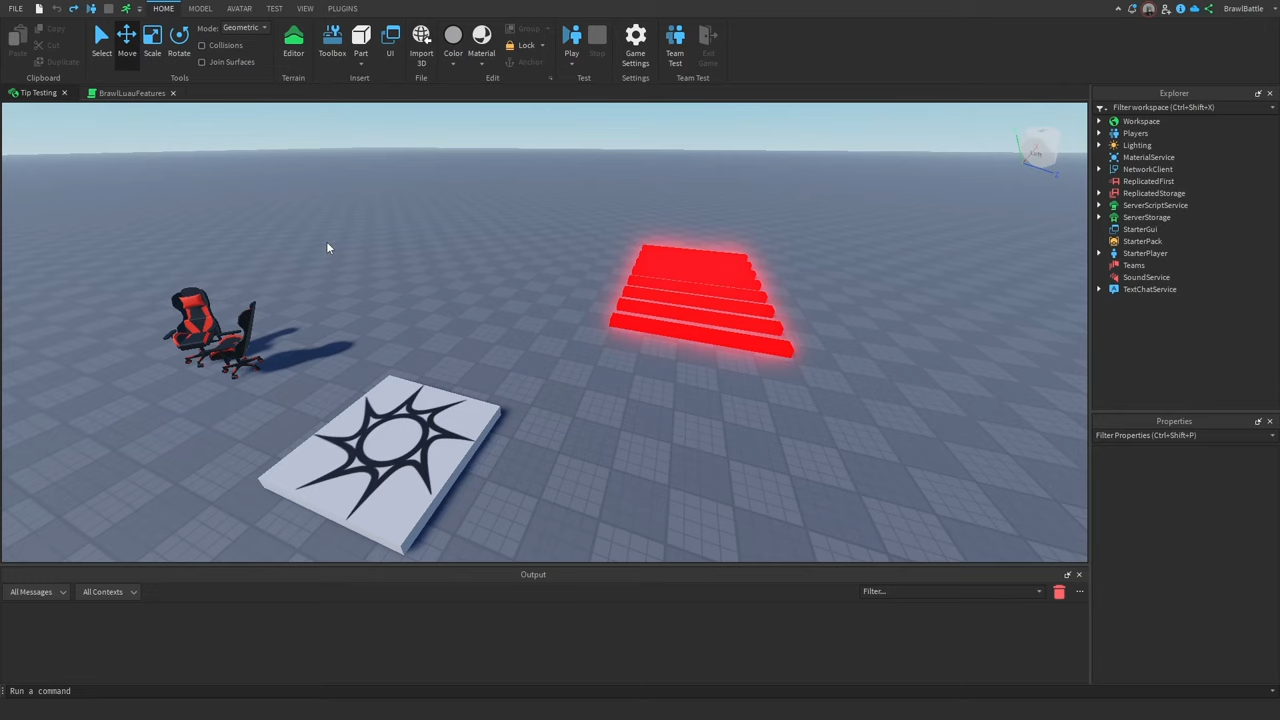 FILE
HOME
MODEL
AVATAR
TEST
VIEW
PLUGINS
BrawlBattle
Paste
Copy
Cut
Duplicate
Clipboard
Select
Move
Scale
Rotate
Mode: Geometric
Collisions
Join Surfaces
Tools
Editor
Terrain
Toolbox
Part
UI
Insert
Import
3D
File
Color
Material
Group
Lock
Anchor
Edit
Play
Stop
Test
Game
Settings
Settings
Team
Test
Exit
Game
Team Test
Tip Testing
BrawlLuauFeatures
Explorer
Filter workspace (Ctrl+Shift+X)
Workspace
Players
Lighting
MaterialService
NetworkClient
ReplicatedFirst
ReplicatedStorage
ServerScriptService
ServerStorage
StarterGui
StarterPack
StarterPlayer
Teams
SoundService
TextChatService
Properties
Filter Properties (Ctrl+Shift+P)
Output
All Messages
All Contexts
Filter...
Run a command